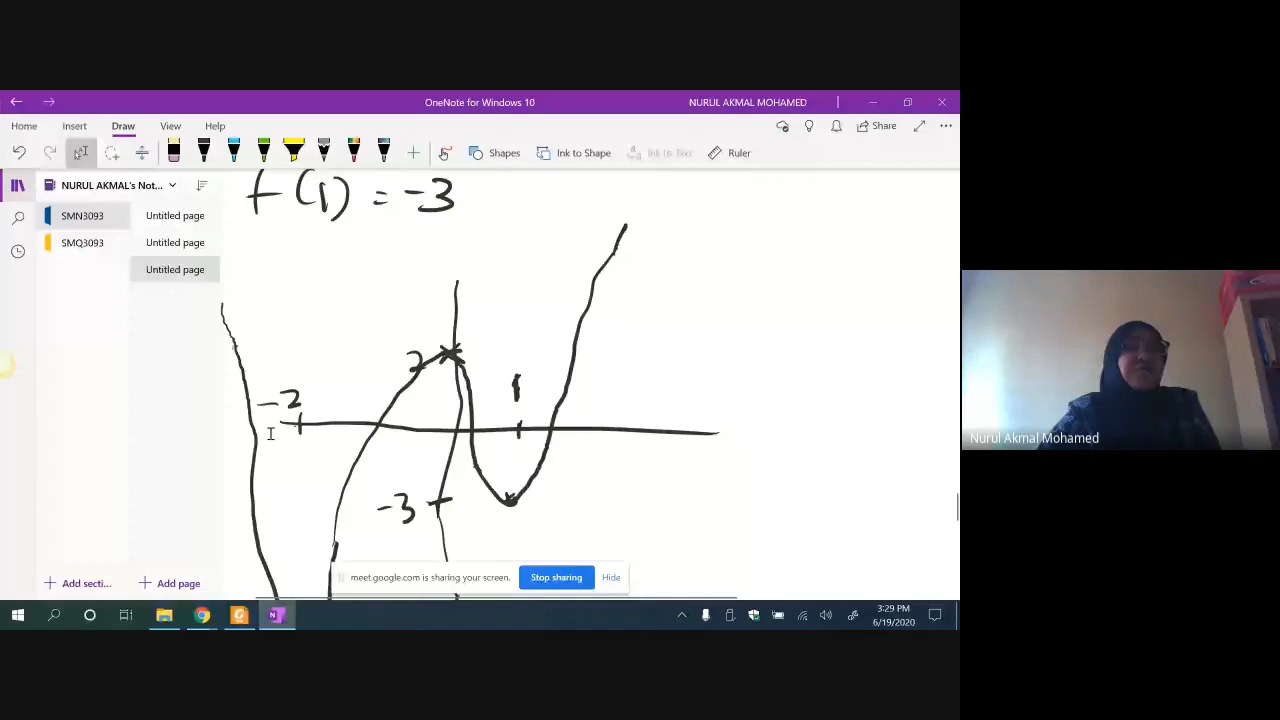 OneNote for Windows 10
NURUL AKMAL MOHAMED
Home Insert Draw View Help
Share
Shapes
Ink to Shape
Ink to Text
Ruler
NURUL AKMAL's Not...
SMN3093
SMQ3093
Untitled page
Untitled page
Untitled page
f(1) = -3
2
-2
1
-3
Nurul Akmal Mohamed
+ Add secti...
+ Add page
meet.google.com is sharing your screen.
Stop sharing
Hide
3:29 PM
6/19/2020